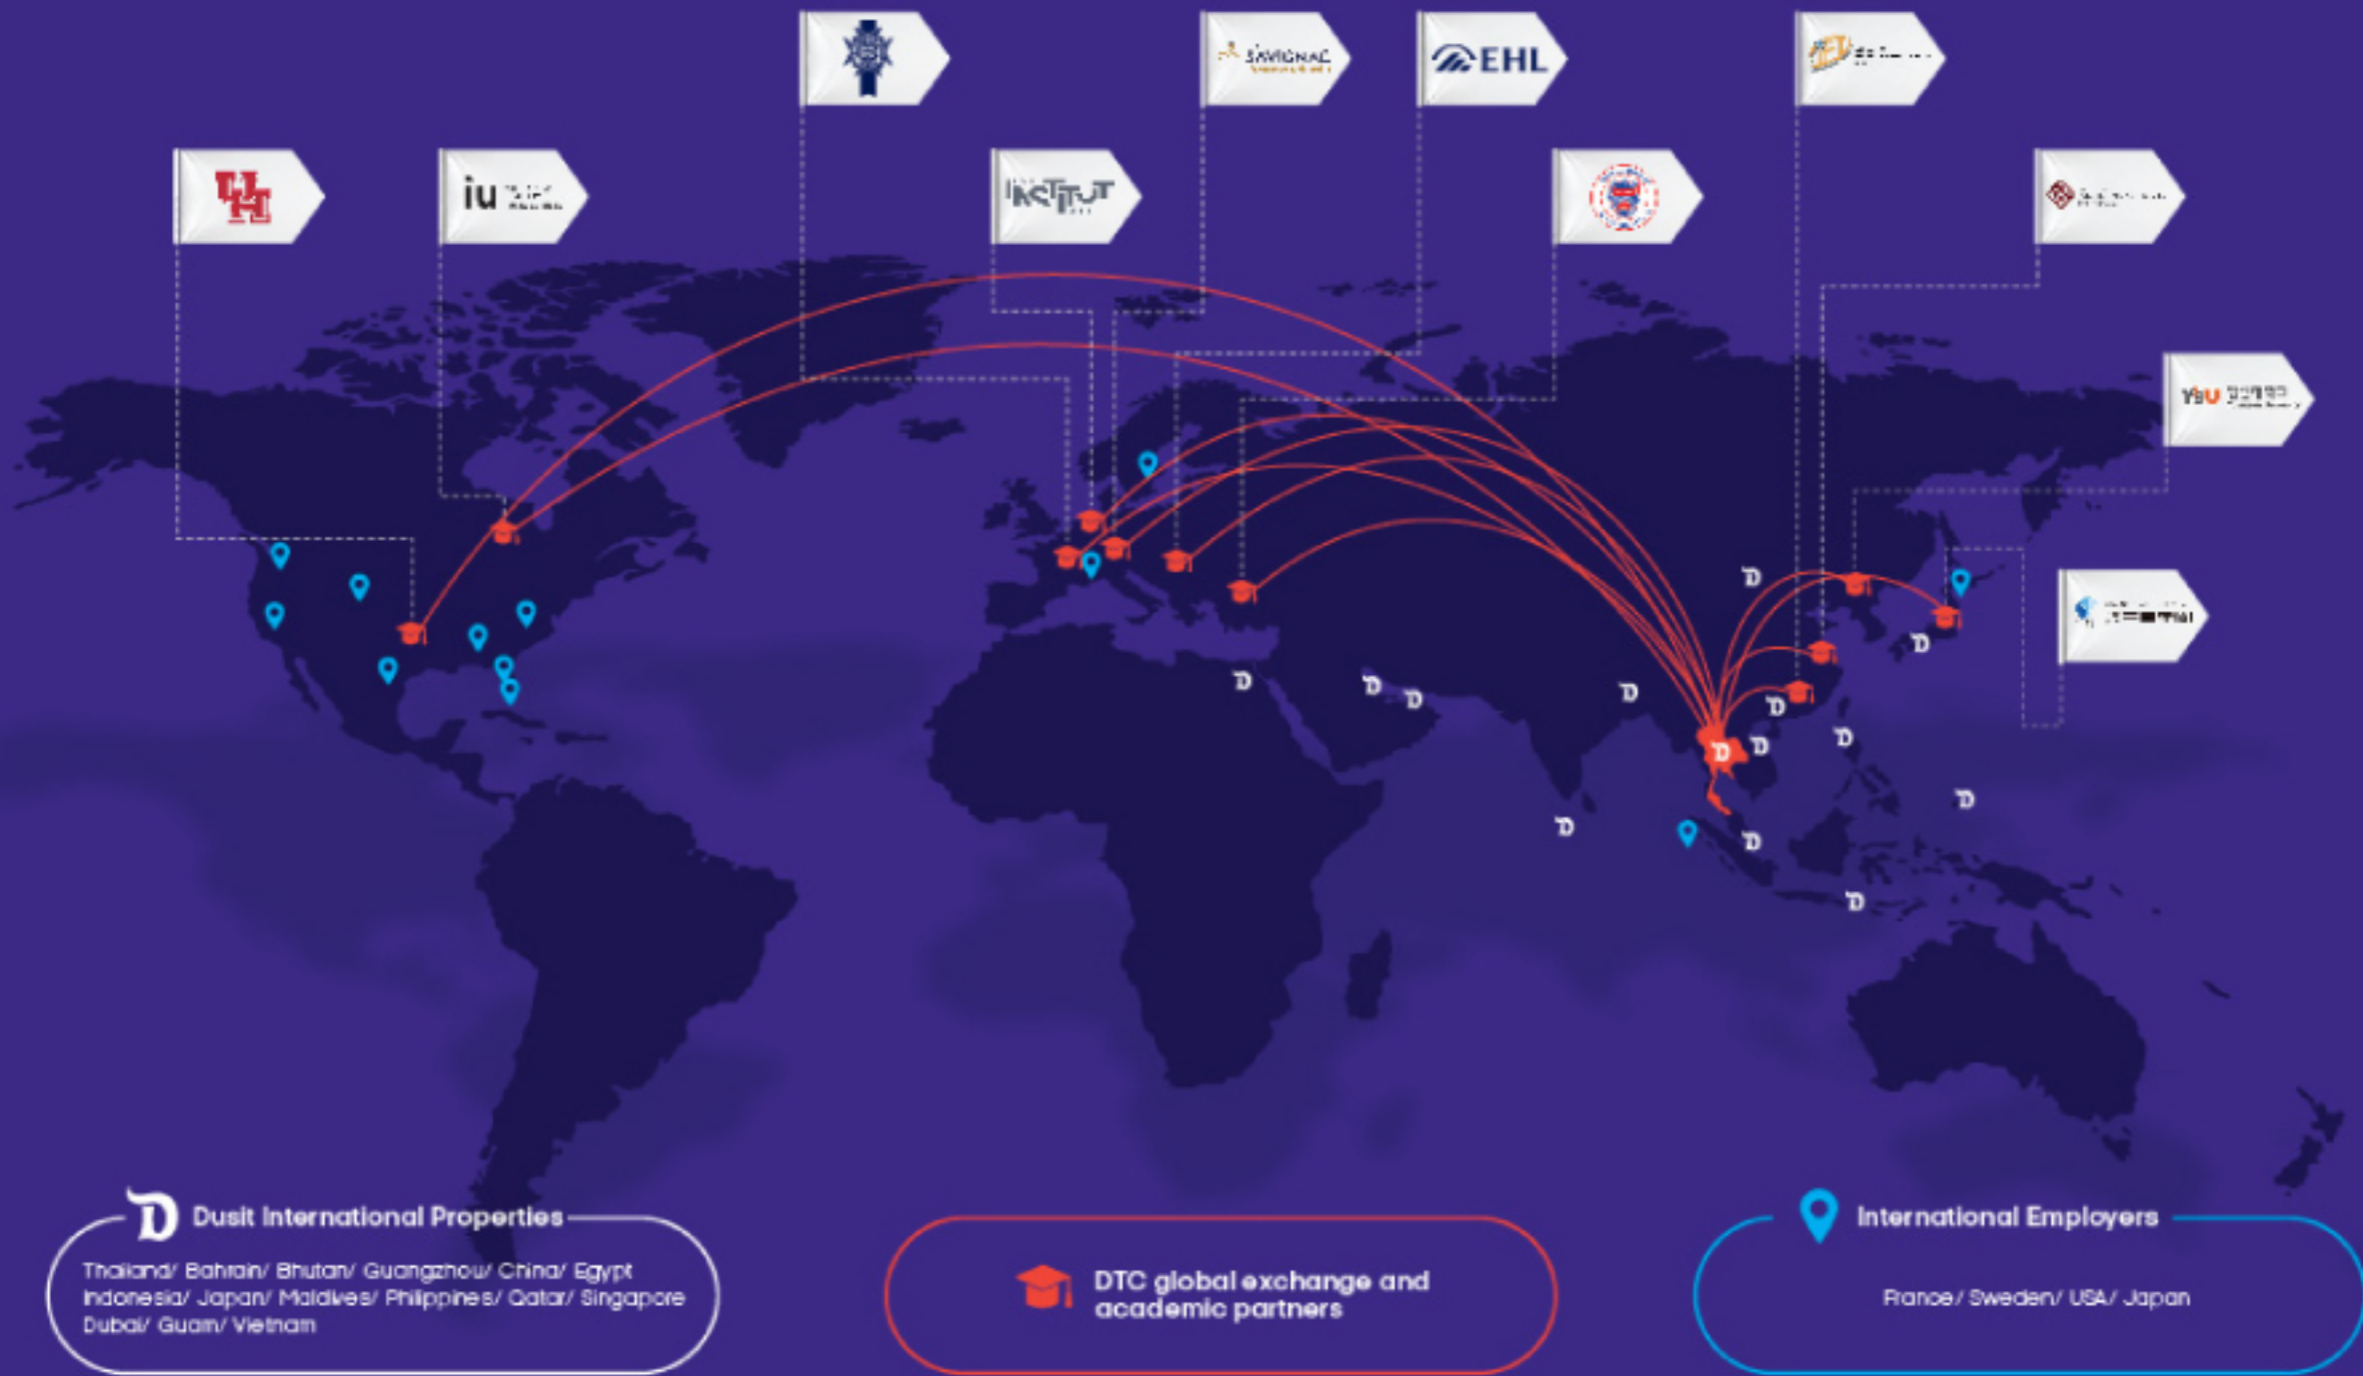 SAVIGNAC
EHL
UH
iu
INSTITUT
YSU
Dusit International Properties
Thailand/ Bahrain/ Bhutan/ Guangzhou/ China/ Egypt
Indonesia/ Japan/ Maldives/ Philippines/ Qatar/ Singapore
Dubai/ Guam/ Vietnam
DTC global exchange and
academic partners
International Employers
France/ Sweden/ USA/ Japan